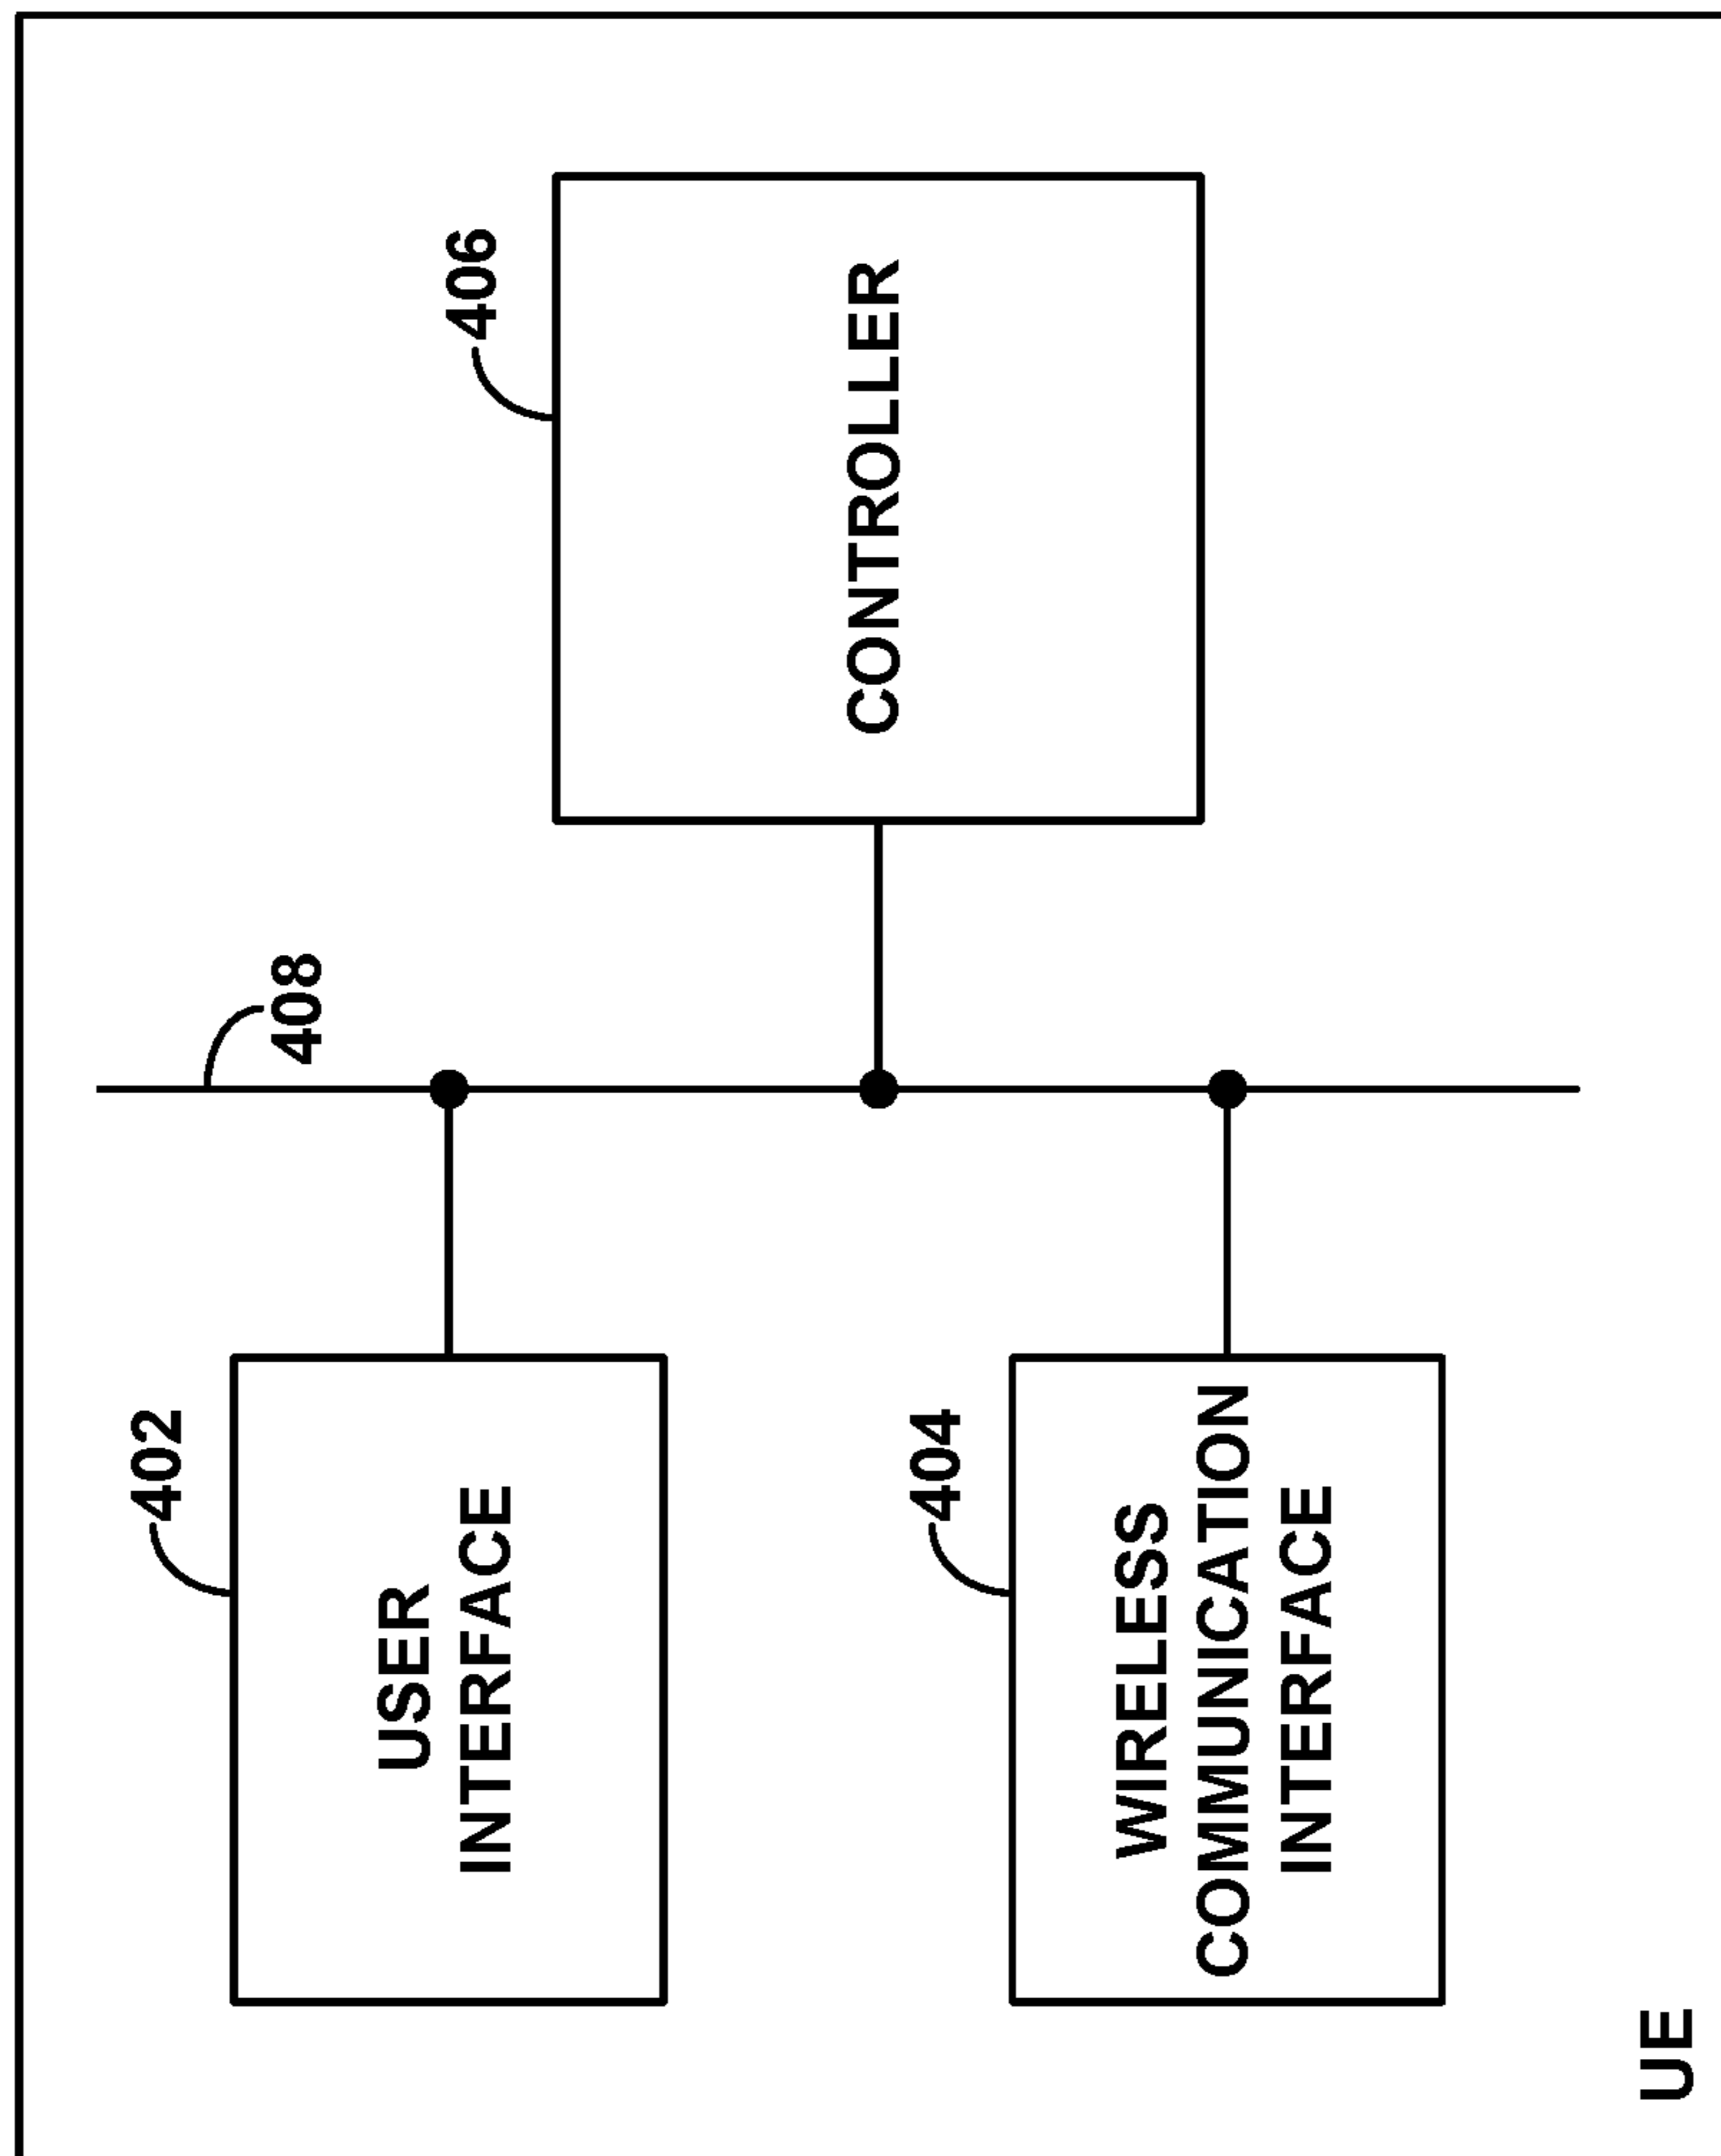 402
USER
INTERFACE
408
406
CONTROLLER
404
WIRELESS
COMMUNICATION
INTERFACE
UE